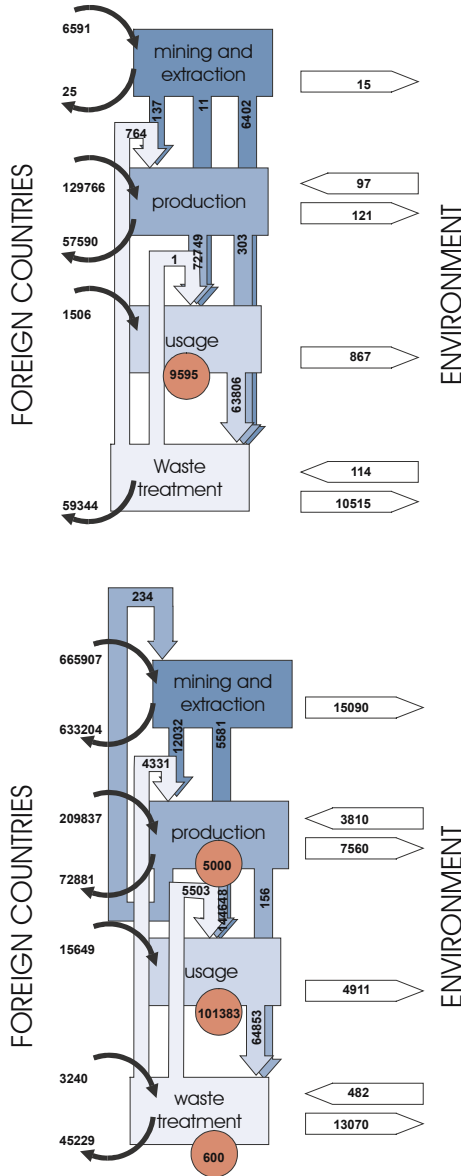 6591
mining and
extraction
25
15
137
11
6402
764
FOREIGN COUNTRIES
ENVIRONMENT
129766
production
97
121
57590
1
72749
303
1506
usage
9595
867
63806
Waste
treatment
114
10515
59344
234
665907
mining and
extraction
15090
633204
12032
5581
4331
FOREIGN COUNTRIES
ENVIRONMENT
209837
production
3810
7560
5000
72881
5503
144648
156
15649
usage
4911
101383
64853
3240
waste
treatment
482
13070
45229
600